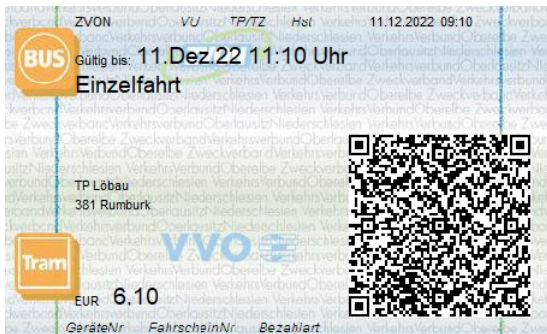 ZVON VU TP/TZ Hst 11.12.2022 09:10
BUS
Gültig bis: 11.Dez.22 11:10 Uhr
Einzelfahrt
TP Löbau
381 Rumburk
VVO
Tram
EUR 6,10
GeräteNr FahrscheinNr Bezahlart